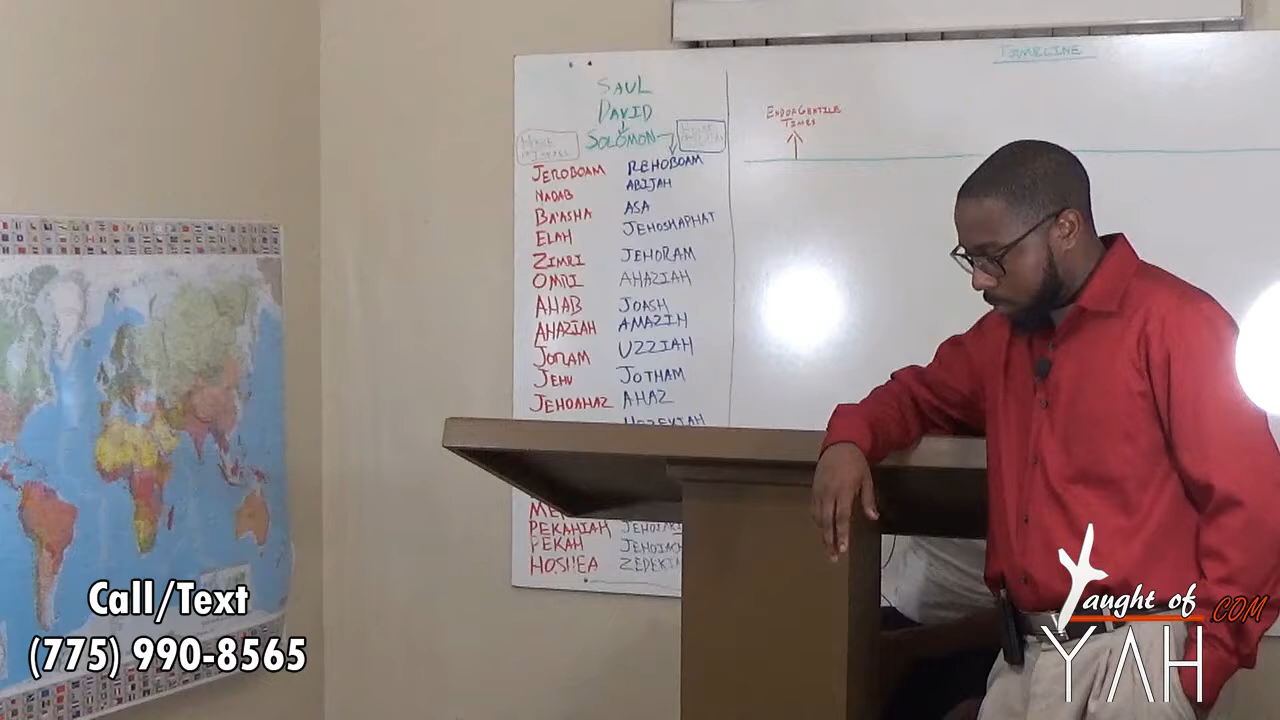 SAUL
DAVID
SOLOMON
JEROBOAM
NADAB
BA'ASHA
ELAH
ZIMRI
OMRI
AHAB
AHAZIAH
JORAM
JEHU
JEHOAHAZ
PEKAHIAH
PEKAH
HOSHEA
REHOBOAM
ABIJAH
ASA
JEHOSHAPHAT
JEHORAM
AHAZIAH
JOASH
AMAZIH
UZZIAH
JOTHAM
AHAZ
TIMELINE
END OF GENTILE
TIMES
Call/Text
(775) 990-8565
Taught of .COM
YAH